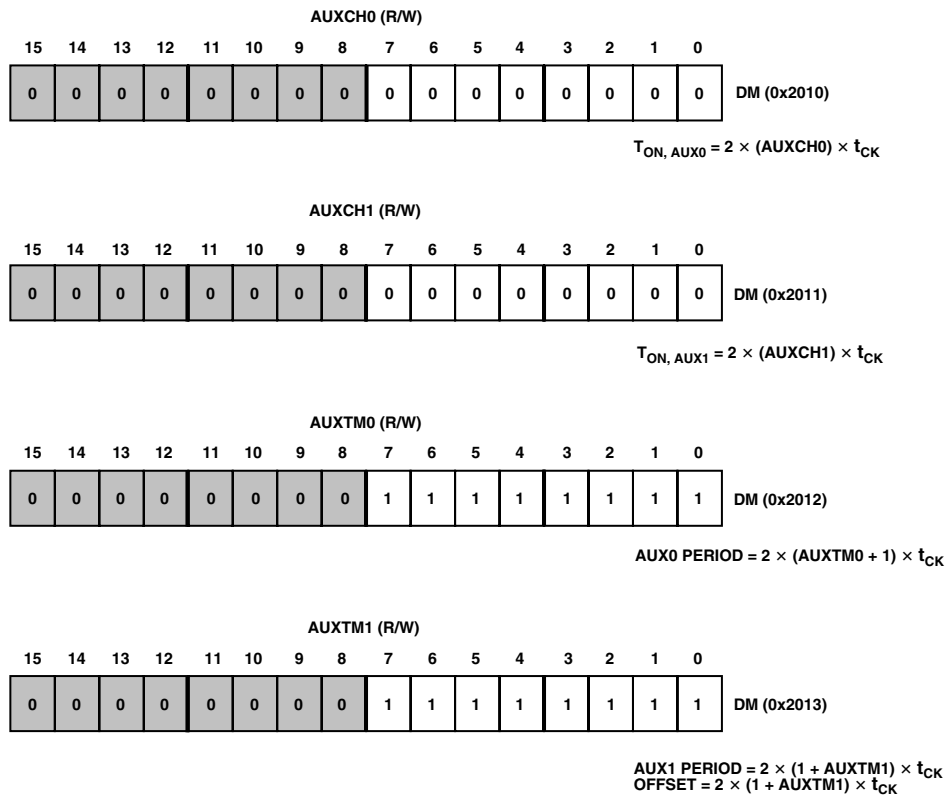 AUXCH0 (R/W)
15 14 13 12 11 10 9 8 7 6 5 4 3 2 1 0
0 0 0 0 0 0 0 0 0 0 0 0 0 0 0 0 DM (0x2010)
T_ON, AUX0 = 2 × (AUXCH0) × t_CK
AUXCH1 (R/W)
15 14 13 12 11 10 9 8 7 6 5 4 3 2 1 0
0 0 0 0 0 0 0 0 0 0 0 0 0 0 0 0 DM (0x2011)
T_ON, AUX1 = 2 × (AUXCH1) × t_CK
AUXTM0 (R/W)
15 14 13 12 11 10 9 8 7 6 5 4 3 2 1 0
0 0 0 0 0 0 0 0 1 1 1 1 1 1 1 1 DM (0x2012)
AUX0 PERIOD = 2 × (AUXTM0 + 1) × t_CK
AUXTM1 (R/W)
15 14 13 12 11 10 9 8 7 6 5 4 3 2 1 0
0 0 0 0 0 0 0 0 1 1 1 1 1 1 1 1 DM (0x2013)
AUX1 PERIOD = 2 × (1 + AUXTM1) × t_CK
OFFSET = 2 × (1 + AUXTM1) × t_CK